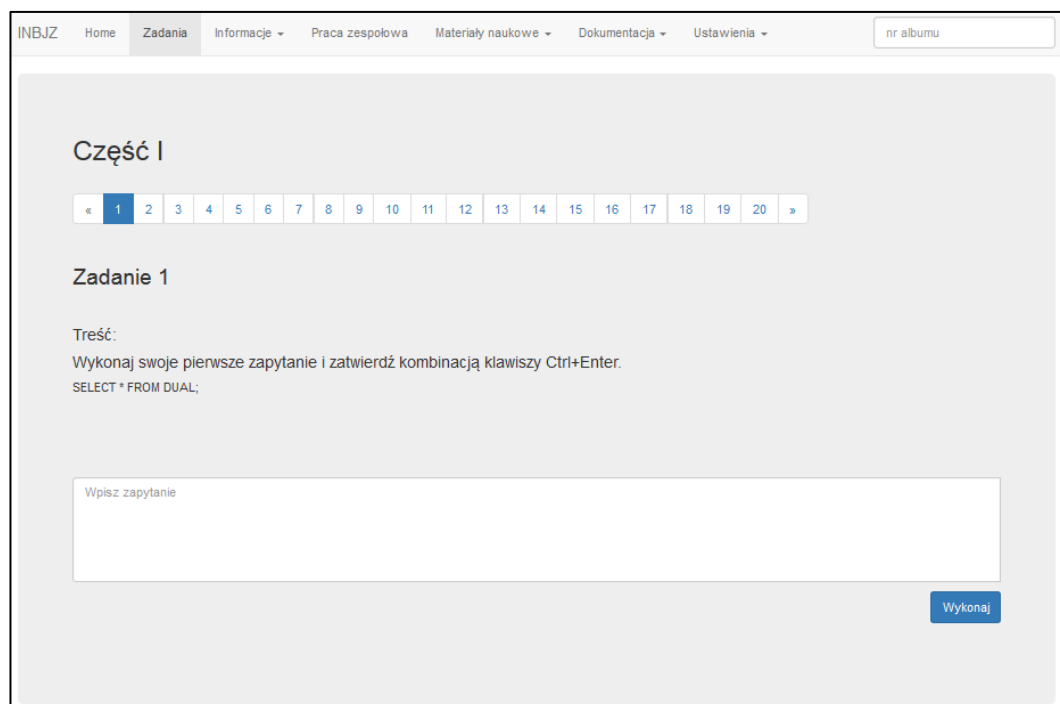 INBJZ Home Zadania Informacje Praca zespołowa Materiały naukowe Dokumentacja Ustawienia nr albumu
Część I
« 1 2 3 4 5 6 7 8 9 10 11 12 13 14 15 16 17 18 19 20 »
Zadanie 1
Treść:
Wykonaj swoje pierwsze zapytanie i zatwierdź kombinacją klawiszy Ctrl+Enter.
SELECT * FROM DUAL;
Wpisz zapytanie
Wykonaj